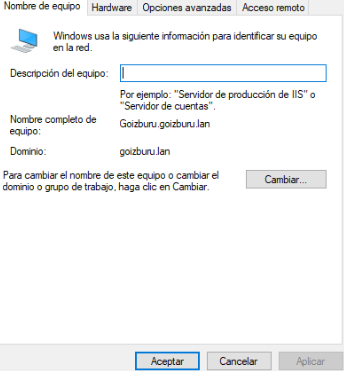 Nombre de equipo Hardware Opciones avanzadas Acceso remoto
Windows usa la siguiente información para identificar su equipo
en la red.
Descripción del equipo:
Por ejemplo: "Servidor de producción de IIS" o
"Servidor de cuentas".
Nombre completo de
equipo:
Goizburu.goizburu.lan
Dominio: goizburu.lan
Para cambiar el nombre de este equipo o cambiar el
dominio o grupo de trabajo, haga clic en Cambiar.
Cambiar...
Aceptar Cancelar Aplicar